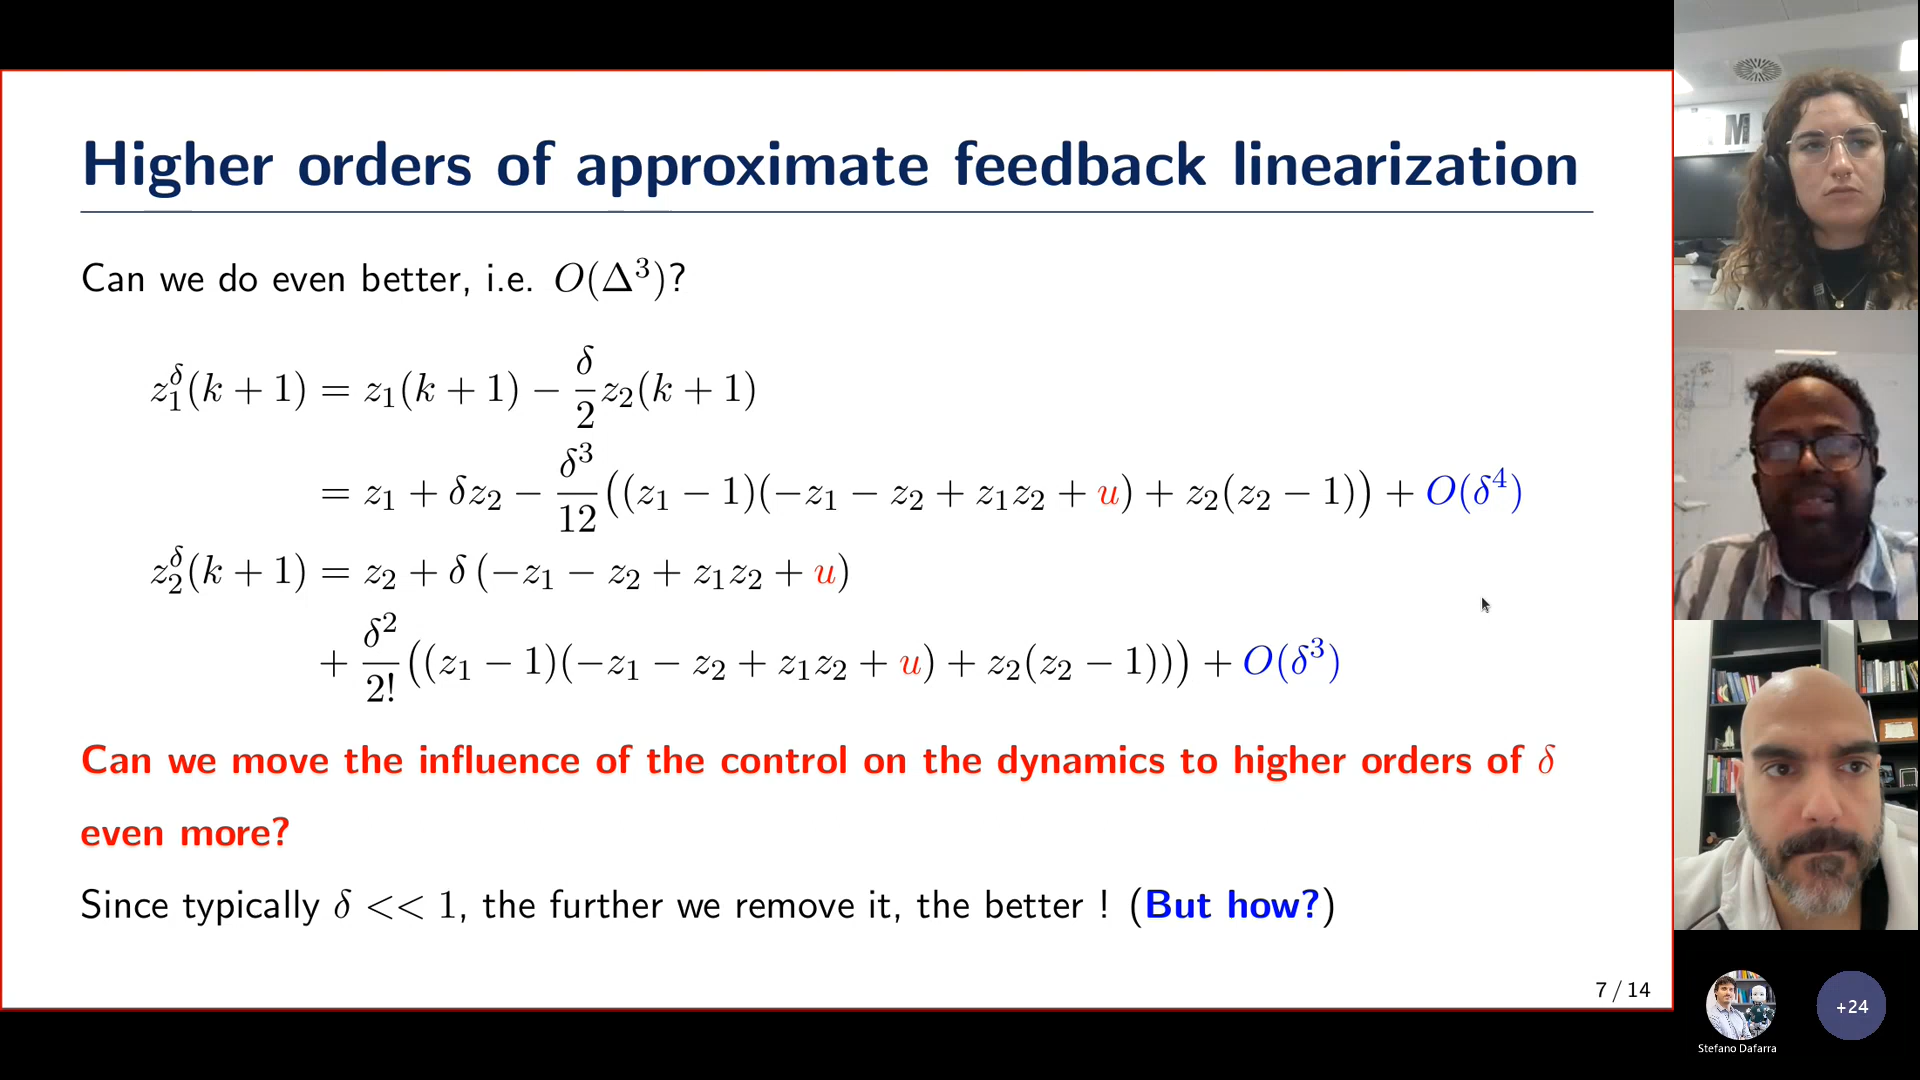 Higher orders of approximate feedback linearization
Can we do even better, i.e. O(Δ³)?
z₁^δ(k + 1) = z₁(k + 1) − δ/2 z₂(k + 1)
= z₁ + δz₂ − δ³/12 ((z₁ − 1)(−z₁ − z₂ + z₁z₂ + u) + z₂(z₂ − 1)) + O(δ⁴)
z₂^δ(k + 1) = z₂ + δ (−z₁ − z₂ + z₁z₂ + u)
+ δ²/2! ((z₁ − 1)(−z₁ − z₂ + z₁z₂ + u) + z₂(z₂ − 1))) + O(δ³)
Can we move the influence of the control on the dynamics to higher orders of δ
even more?
Since typically δ << 1, the further we remove it, the better ! (But how?)
7 / 14
M
+24
Stefano Dafarra